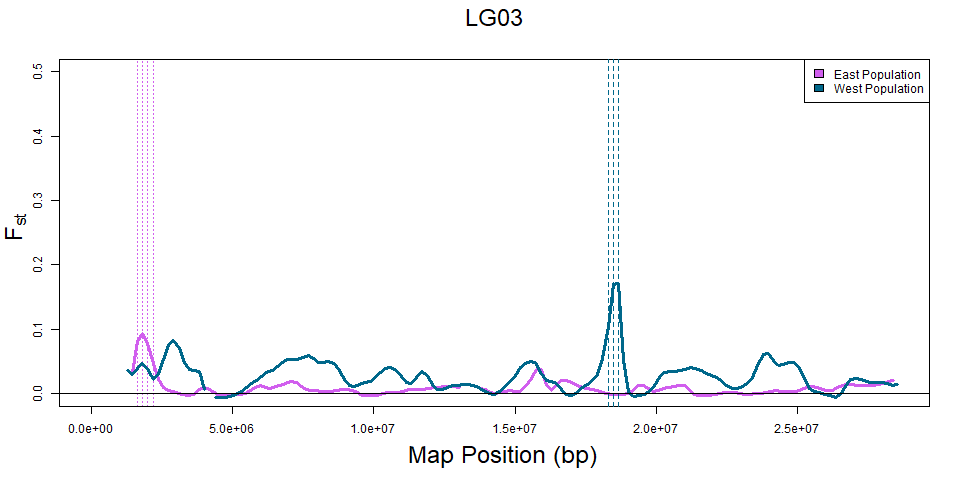 LG03
East Population
West Population
0.5
0.4
0.3
0.2
0.1
0.0
Fst
0.0e+00 5.0e+06 1.0e+07 1.5e+07 2.0e+07 2.5e+07
Map Position (bp)